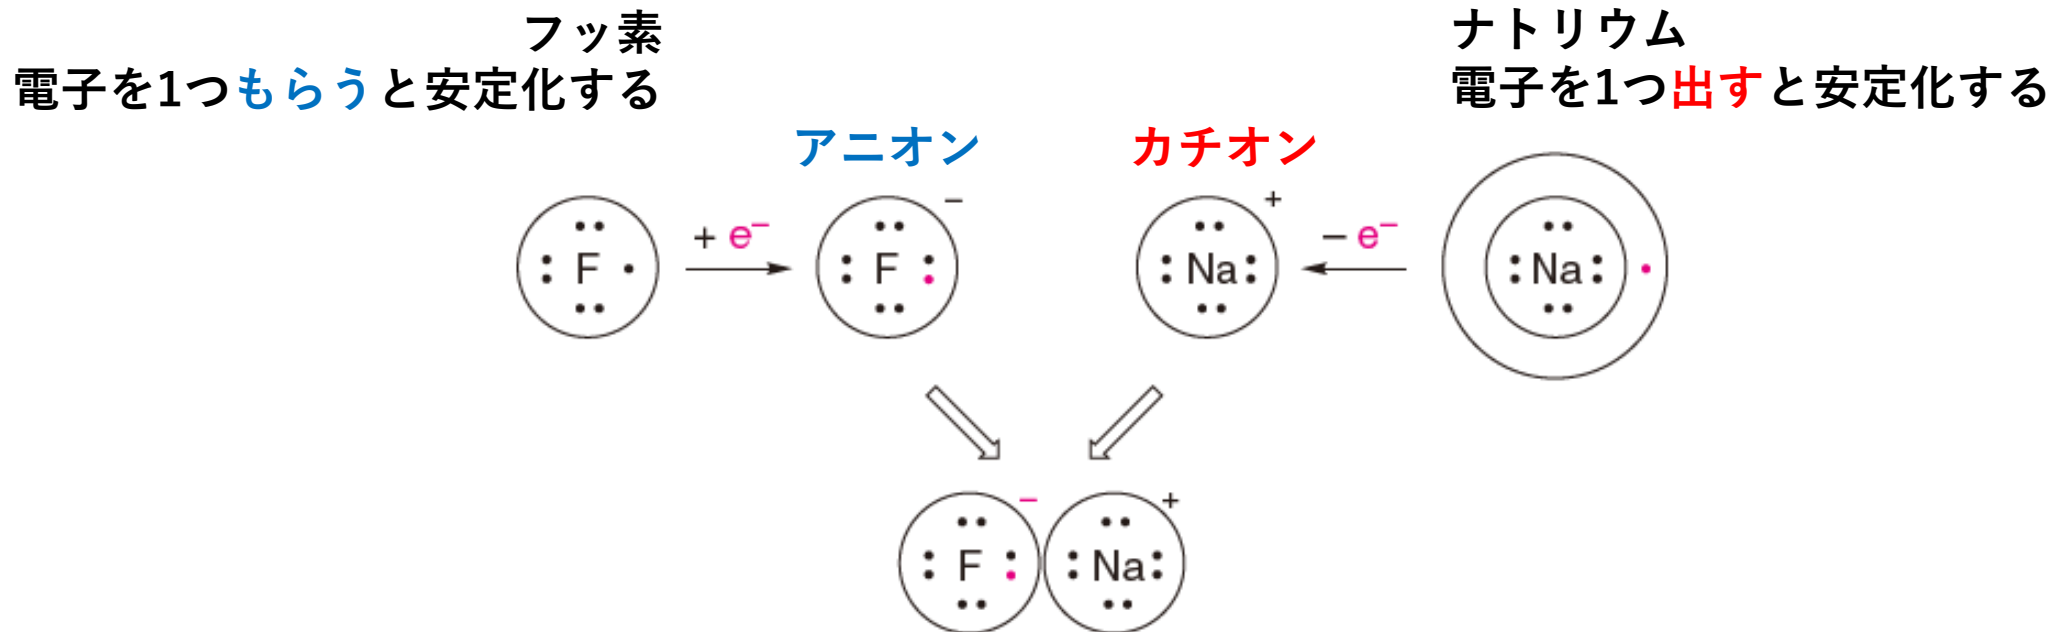 フッ素
電子を1つもらうと安定化する
ナトリウム
電子を1つ出すと安定化する
アニオン
カチオン
F
+ e−
F −
Na +
− e−
Na
F −
Na +